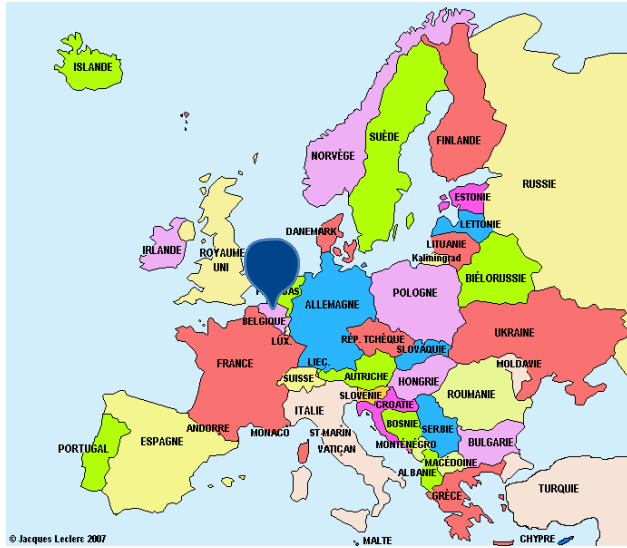 ISLANDE
SUÈDE
FINLANDE
NORVÈGE
RUSSIE
ESTONIE
LETTONIE
DANEMARK
LITUANIE
Kaliningrad
IRLANDE
ROYAUME
UNI
BIÉLORUSSIE
POLOGNE
ALLEMAGNE
BELGIQUE
LUX.
RÉP. TCHÈQUE
UKRAINE
SLOVAQUIE
FRANCE
LIEC.
MOLDAVIE
SUISSE
AUTRICHE
HONGRIE
ROUMANIE
SLOVÉNIE
CROATIE
ITALIE
BOSNIE
SERBIE
ANDORRE
MONACO
ST-MARIN
VATICAN
MONTÉNÉGRO
BULGARIE
PORTUGAL
ESPAGNE
MACÉDOINE
ALBANIE
GRÈCE
TURQUIE
© Jacques Leclerc 2007
MALTE
CHYPRE